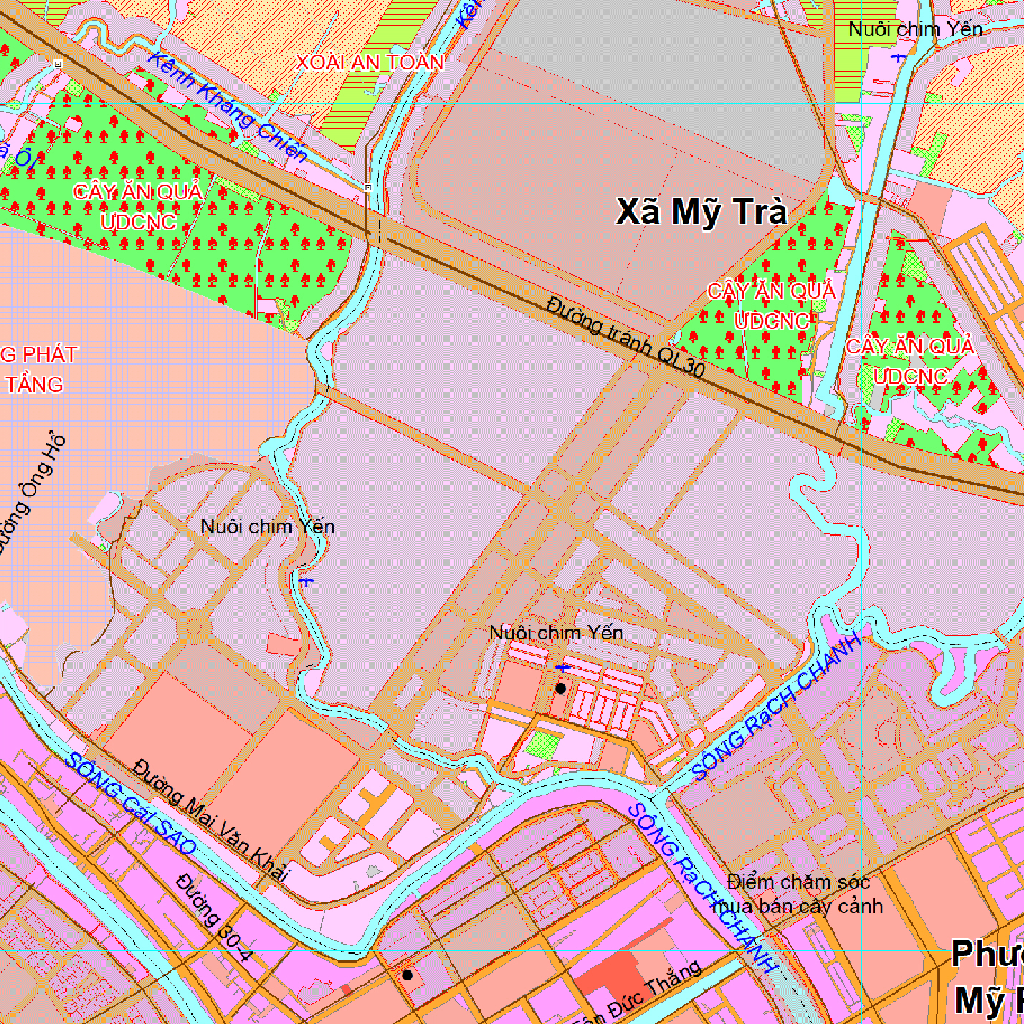 Nuôi chim Yến
XOÀI AN TOÀN
Kênh Kháng Chiến
CÂY ĂN QUẢ
ƯDCNC
Xã Mỹ Trà
CÂY ĂN QUẢ
ƯDCNC
Đường tránh QL30
CÂY ĂN QUẢ
ƯDCNC
G PHÁT
TẦNG
Đường Ông Hổ
Nuôi chim Yến
Nuôi chim Yến
SÔNG RạCH CHANH
SÔNG CáI SAO
Đường Mai Văn Khải
SÔNG RạCH CHANH
Đường 30-4
Điểm chăm sóc
mua bán cây cảnh
Phư
Mỹ P
Tôn Đức Thắng